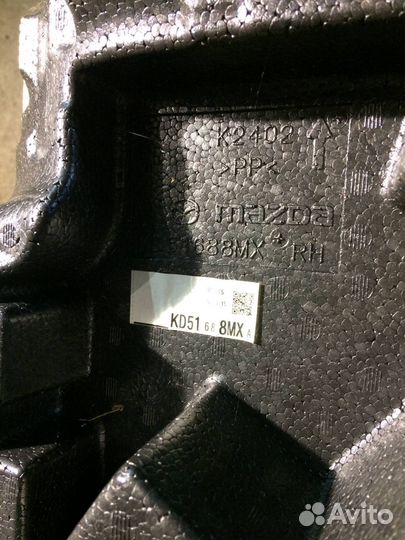 K2402
>PP<
mazda
688MX RH
KD51 68 8MX A
Avito